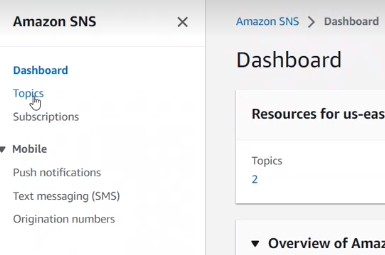 Amazon SNS
Dashboard
Topics
Subscriptions
Mobile
Push notifications
Text messaging (SMS)
Origination numbers
Amazon SNS > Dashboard
Dashboard
Resources for us-eas
Topics
2
Overview of Amaz